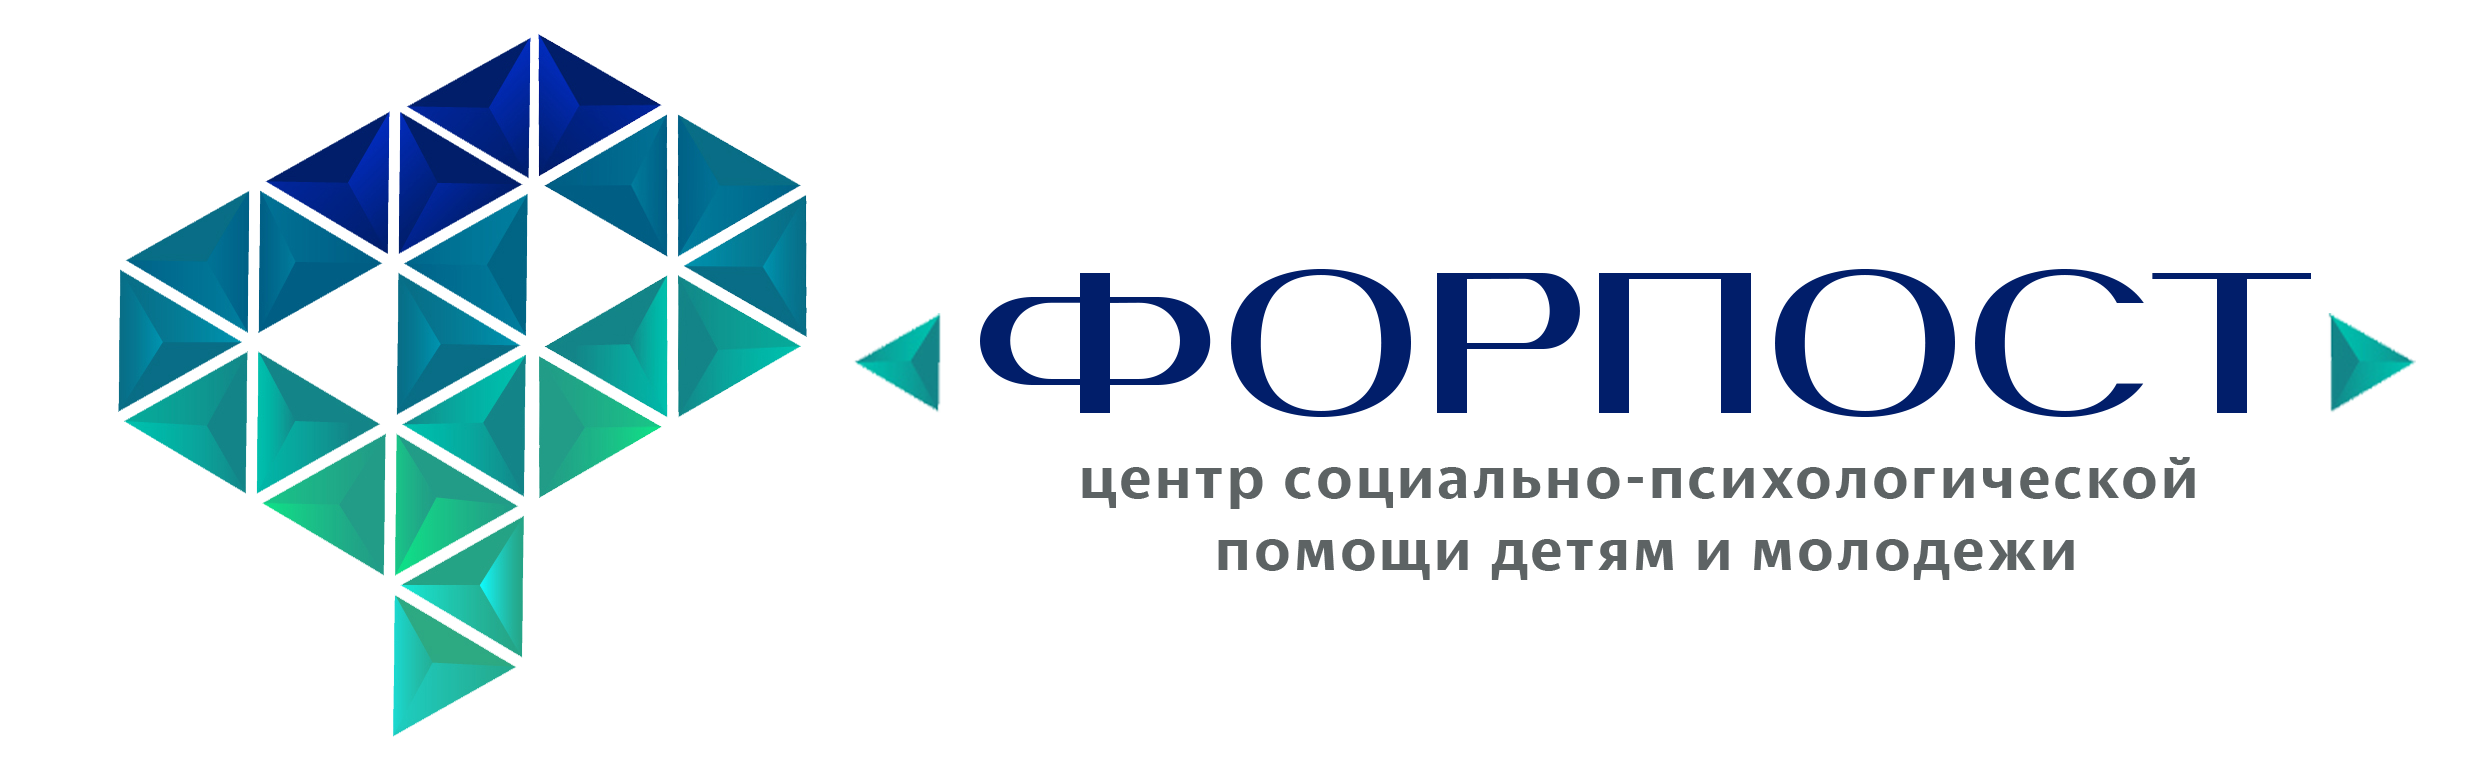 ФОРПОСТ
центр социально-психологической
помощи детям и молодежи